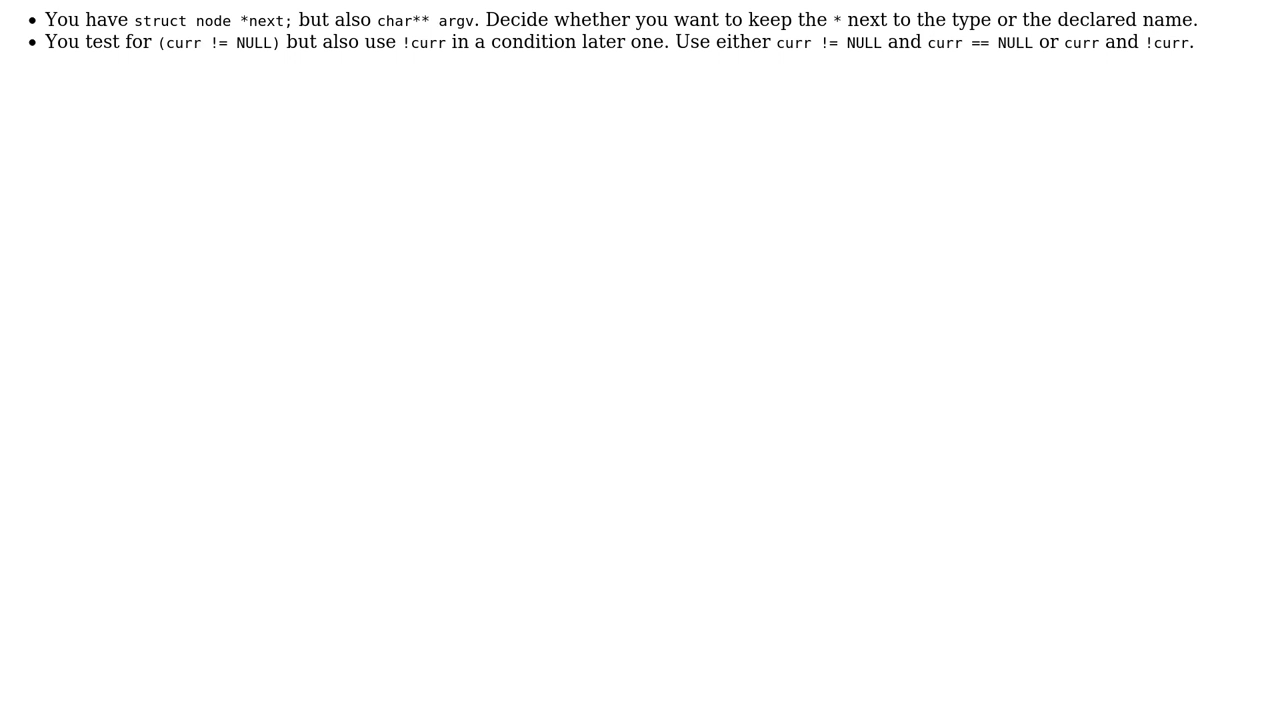 • You have struct node *next; but also char** argv. Decide whether you want to keep the * next to the type or the declared name.
• You test for (curr != NULL) but also use !curr in a condition later one. Use either curr != NULL and curr == NULL or curr and !curr.